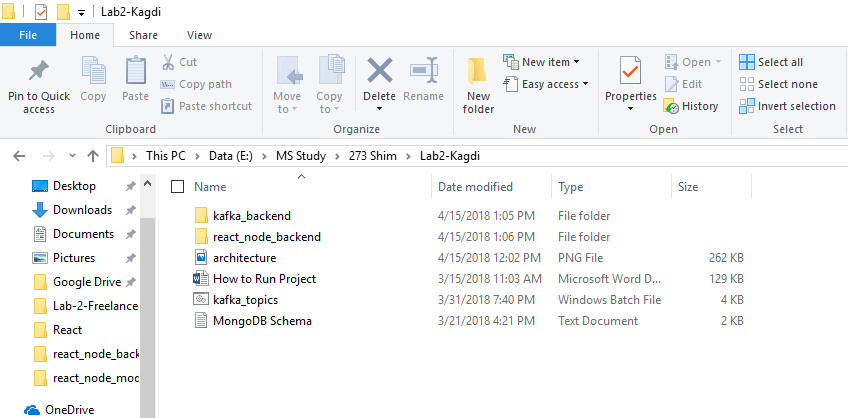 Lab2-Kagdi
File Home Share View
Pin to Quick access
Copy
Paste
Cut
Copy path
Paste shortcut
Clipboard
Move to
Copy to
Delete
Rename
Organize
New folder
New item
Easy access
New
Properties
Open
Edit
History
Open
Select all
Select none
Invert selection
Select
This PC > Data (E:) > MS Study > 273 Shim > Lab2-Kagdi
Desktop
Downloads
Documents
Pictures
Google Drive
Lab-2-Freelance
React
react_node_back
react_node_mod
OneDrive
Name Date modified Type Size
kafka_backend 4/15/2018 1:05 PM File folder
react_node_backend 4/15/2018 1:06 PM File folder
architecture 4/15/2018 12:02 PM PNG File 262 KB
How to Run Project 3/15/2018 11:03 AM Microsoft Word D... 129 KB
kafka_topics 3/31/2018 7:40 PM Windows Batch File 4 KB
MongoDB Schema 3/21/2018 4:21 PM Text Document 2 KB